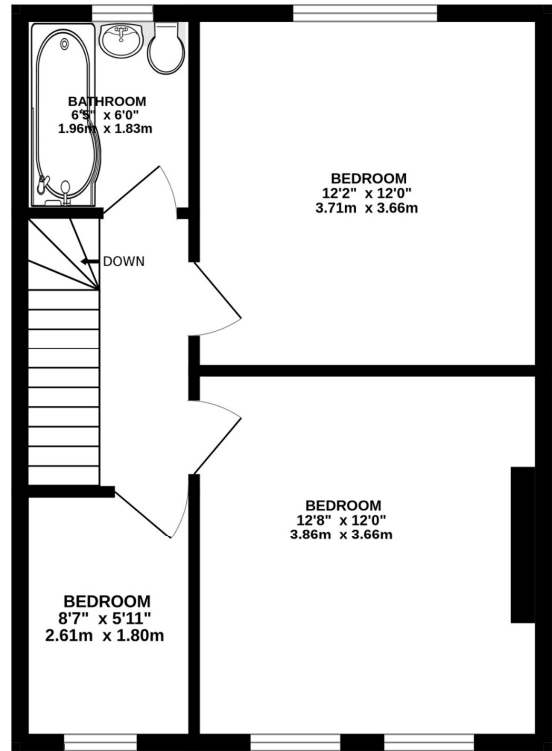 BATHROOM
6'5" x 6'0"
1.96m x 1.83m
BEDROOM
12'2" x 12'0"
3.71m x 3.66m
DOWN
BEDROOM
12'8" x 12'0"
3.86m x 3.66m
BEDROOM
8'7" x 5'11"
2.61m x 1.80m